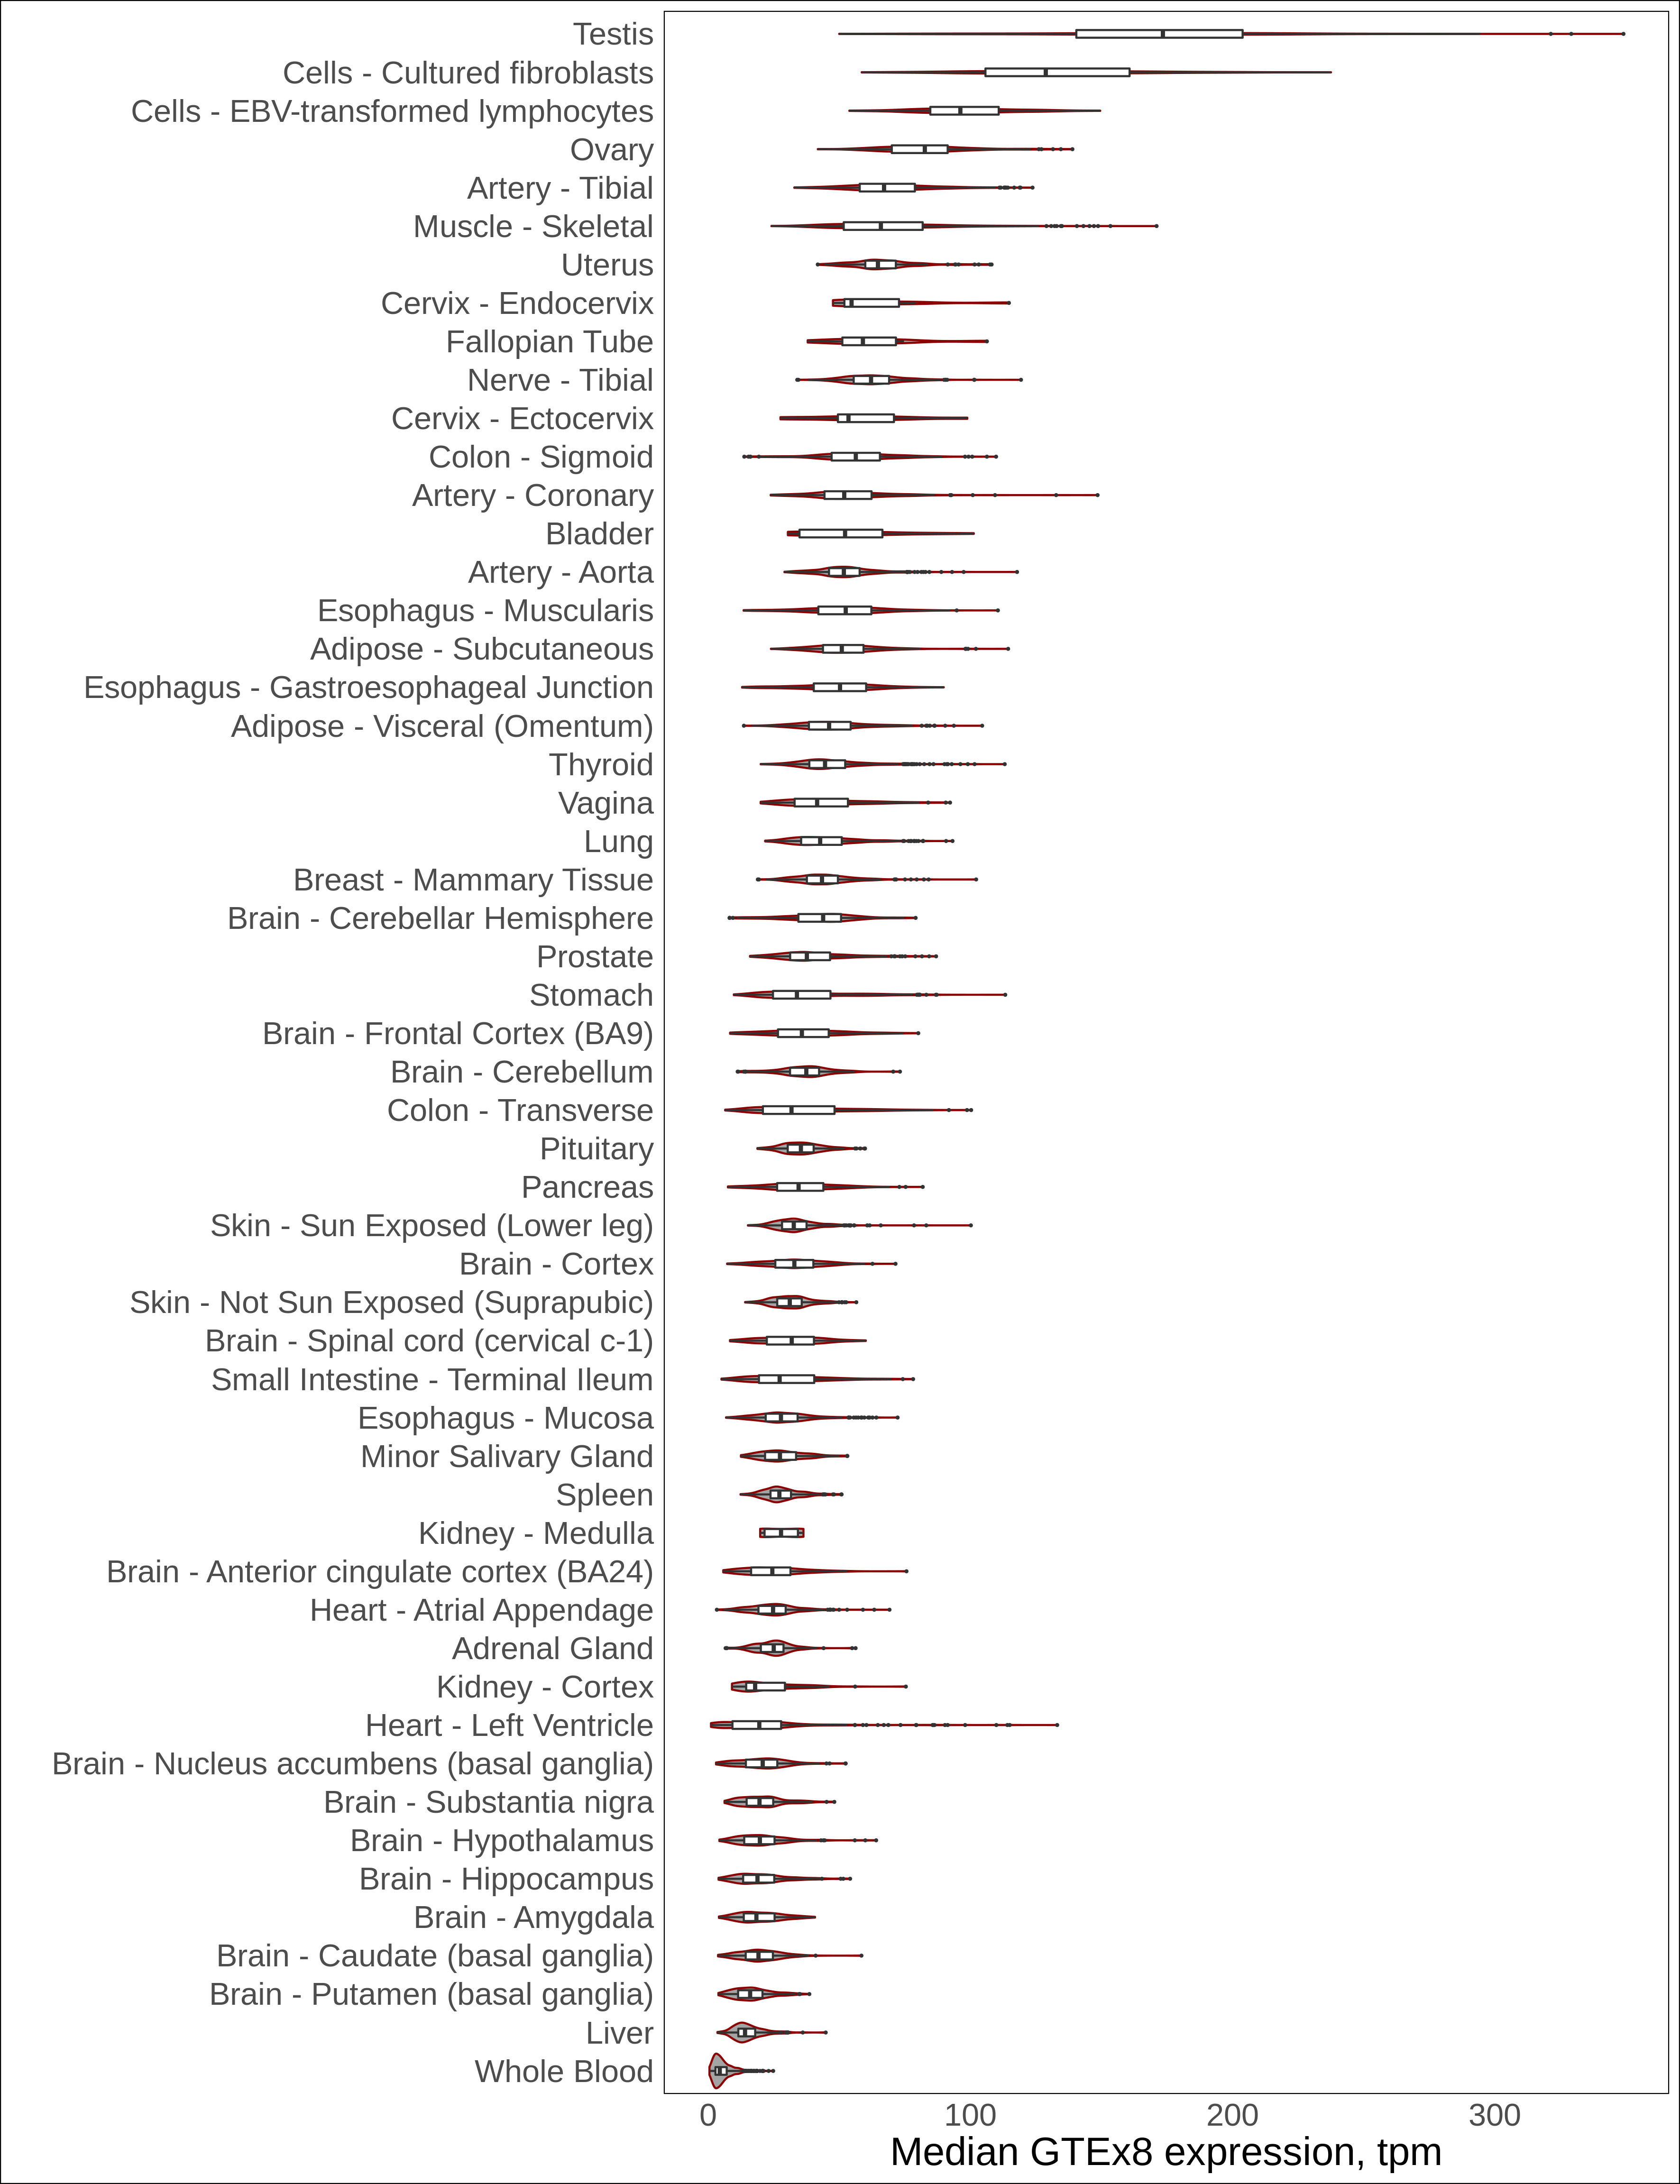 Testis
Cells - Cultured fibroblasts
Cells - EBV-transformed lymphocytes
Ovary
Artery - Tibial
Muscle - Skeletal
Uterus
Cervix - Endocervix
Fallopian Tube
Nerve - Tibial
Cervix - Ectocervix
Colon - Sigmoid
Artery - Coronary
Bladder
Artery - Aorta
Esophagus - Muscularis
Adipose - Subcutaneous
Esophagus - Gastroesophageal Junction
Adipose - Visceral (Omentum)
Thyroid
Vagina
Lung
Breast - Mammary Tissue
Brain - Cerebellar Hemisphere
Prostate
Stomach
Brain - Frontal Cortex (BA9)
Brain - Cerebellum
Colon - Transverse
Pituitary
Pancreas
Skin - Sun Exposed (Lower leg)
Brain - Cortex
Skin - Not Sun Exposed (Suprapubic)
Brain - Spinal cord (cervical c-1)
Small Intestine - Terminal Ileum
Esophagus - Mucosa
Minor Salivary Gland
Spleen
Kidney - Medulla
Brain - Anterior cingulate cortex (BA24)
Heart - Atrial Appendage
Adrenal Gland
Kidney - Cortex
Heart - Left Ventricle
Brain - Nucleus accumbens (basal ganglia)
Brain - Substantia nigra
Brain - Hypothalamus
Brain - Hippocampus
Brain - Amygdala
Brain - Caudate (basal ganglia)
Brain - Putamen (basal ganglia)
Liver
Whole Blood
0 100 200 300
Median GTEx8 expression, tpm